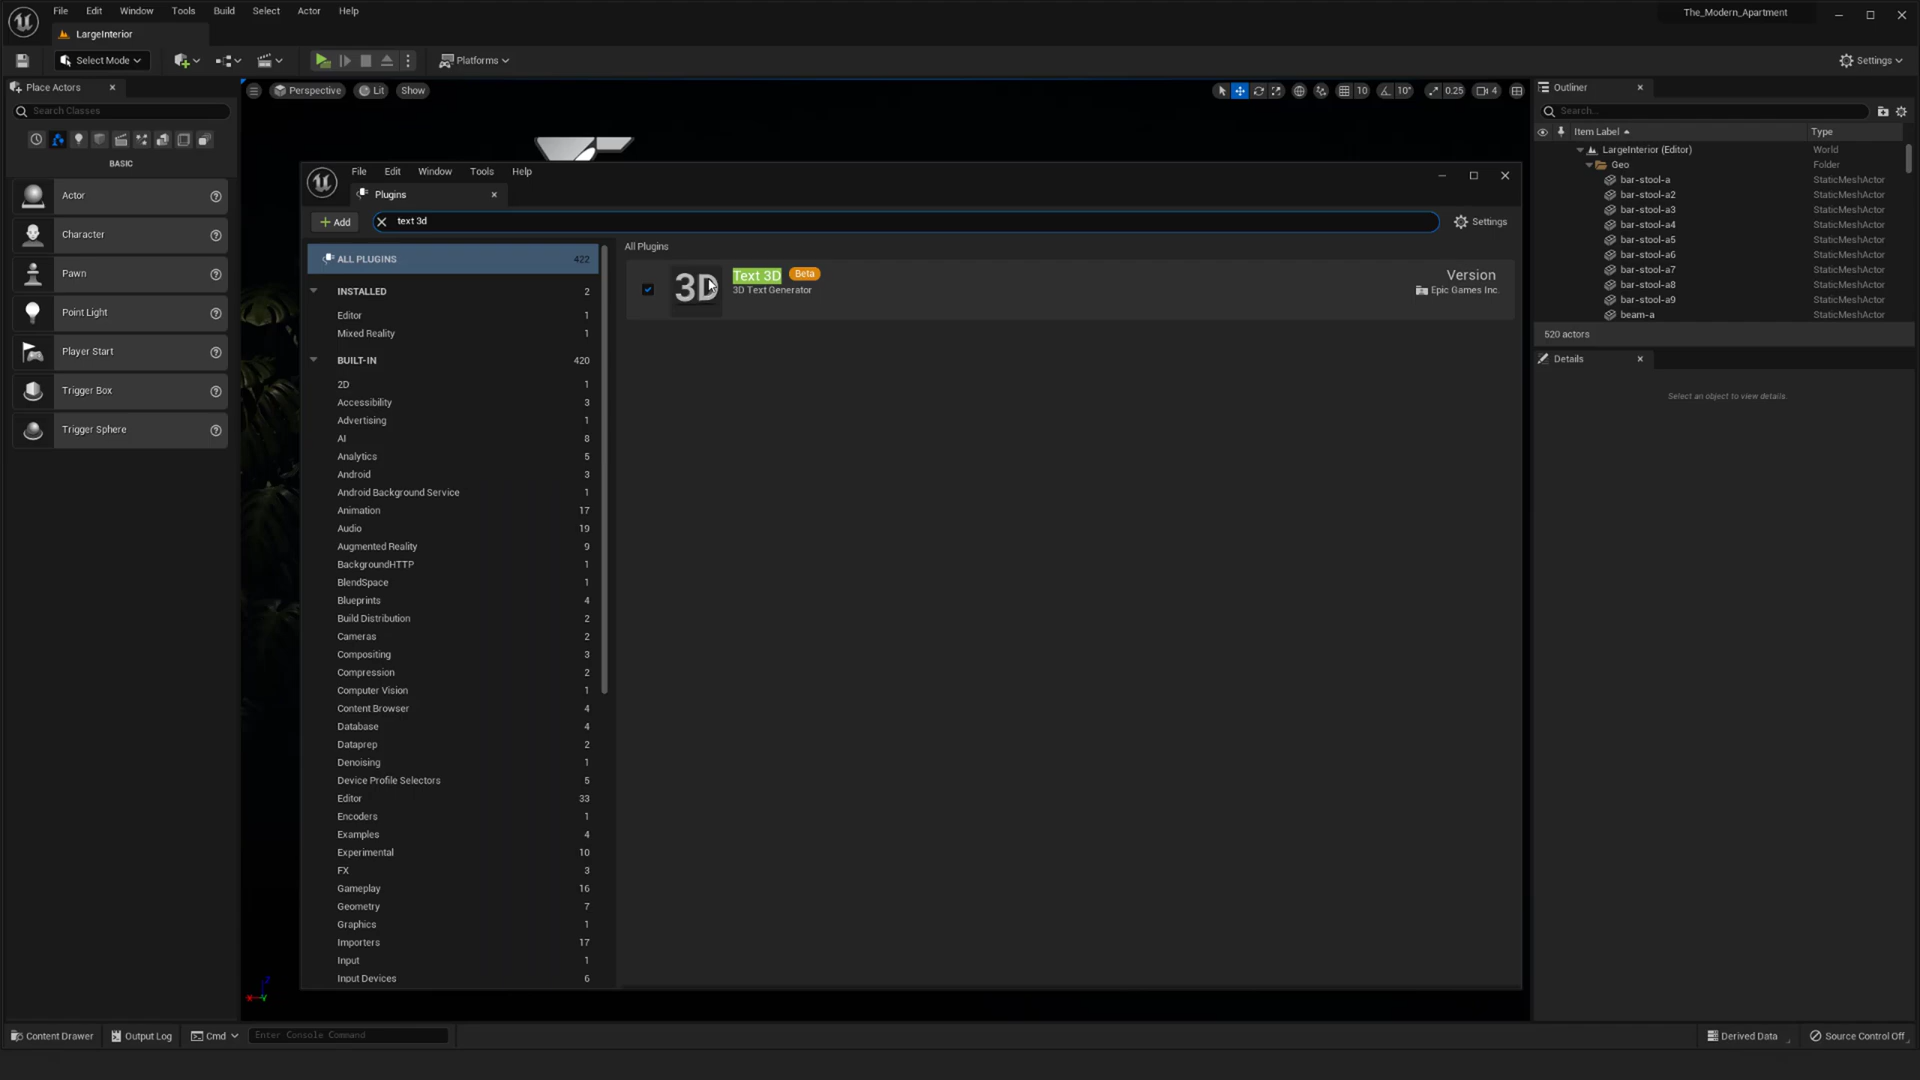 File Edit Window Tools Build Select Actor Help
The_Modern_Apartment
LargeInterior
Select Mode
Platforms
Settings
Place Actors
Search Classes
BASIC
Actor
Character
Pawn
Point Light
Player Start
Trigger Box
Trigger Sphere
Perspective Lit Show
10 10° 0.25 4
File Edit Window Tools Help
Plugins
Add
text 3d
Settings
ALL PLUGINS 422
INSTALLED 2
Editor 1
Mixed Reality 1
BUILT-IN 420
2D 1
Accessibility 3
Advertising 1
AI 8
Analytics 5
Android 3
Android Background Service 1
Animation 17
Audio 19
Augmented Reality 9
BackgroundHTTP 1
BlendSpace 1
Blueprints 4
Build Distribution 2
Cameras 2
Compositing 3
Compression 2
Computer Vision 1
Content Browser 4
Database 4
Dataprep 2
Denoising 1
Device Profile Selectors 5
Editor 33
Encoders 1
Examples 4
Experimental 10
FX 3
Gameplay 16
Geometry 7
Graphics 1
Importers 17
Input 1
Input Devices 6
All Plugins
3D
Text 3D Beta
3D Text Generator
Version
Epic Games Inc.
Outliner
Search...
Item Label Type
LargeInterior (Editor) World
Geo Folder
bar-stool-a StaticMeshActor
bar-stool-a2 StaticMeshActor
bar-stool-a3 StaticMeshActor
bar-stool-a4 StaticMeshActor
bar-stool-a5 StaticMeshActor
bar-stool-a6 StaticMeshActor
bar-stool-a7 StaticMeshActor
bar-stool-a8 StaticMeshActor
bar-stool-a9 StaticMeshActor
beam-a StaticMeshActor
520 actors
Details
Select an object to view details.
Content Drawer Output Log Cmd Enter Console Command
Derived Data Source Control Off